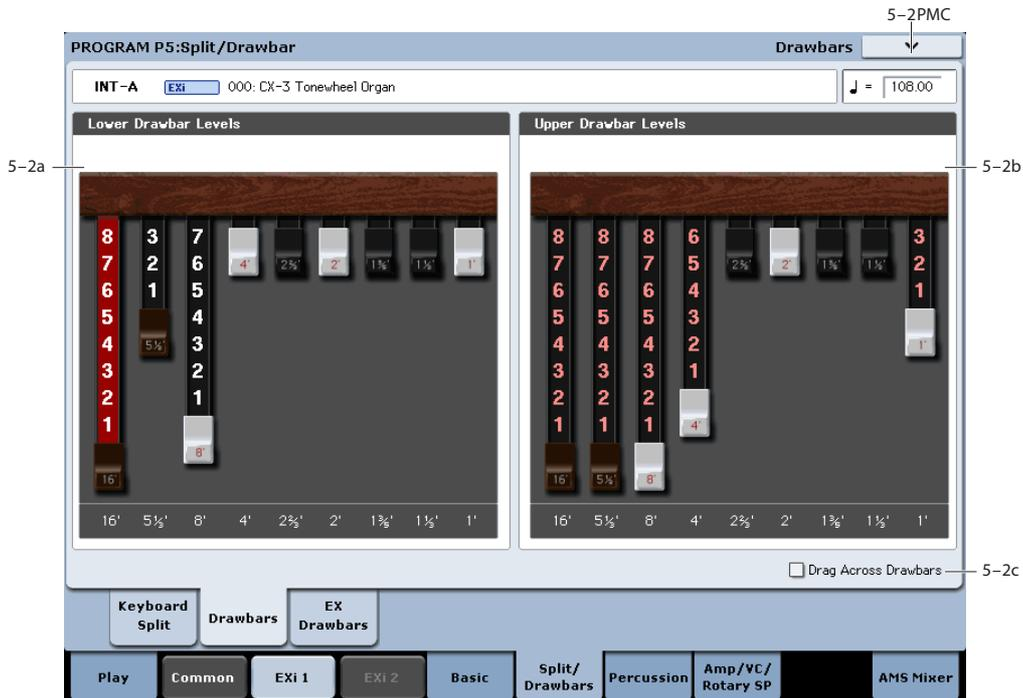 5–2PMC
PROGRAM P5:Split/Drawbar
Drawbars
INT–A EXi 000: CX–3 Tonewheel Organ
♩ = 108.00
Lower Drawbar Levels
Upper Drawbar Levels
5–2a
5–2b
8 3 7 4' 2⅔' 2' 1⅗' 1⅓' 1'
7 2 6
6 1 5
5 4
4 5⅓' 3
3 2
2 1
1
8'
16'
16' 5⅓' 8' 4' 2⅔' 2' 1⅗' 1⅓' 1'
8 8 8 6 2⅔' 2' 1⅗' 1⅓' 3
7 7 7 5 2
6 6 6 4 1
5 5 5 3
4 4 4 2 1'
3 3 3 1
2 2 2
1 1 1 4'
16' 5⅓' 8'
16' 5⅓' 8' 4' 2⅔' 2' 1⅗' 1⅓' 1'
Drag Across Drawbars
5–2c
Keyboard
Split
Drawbars
EX
Drawbars
Play
Common
EXi 1
EXi 2
Basic
Split/
Drawbars
Percussion
Amp/VC/
Rotary SP
AMS Mixer